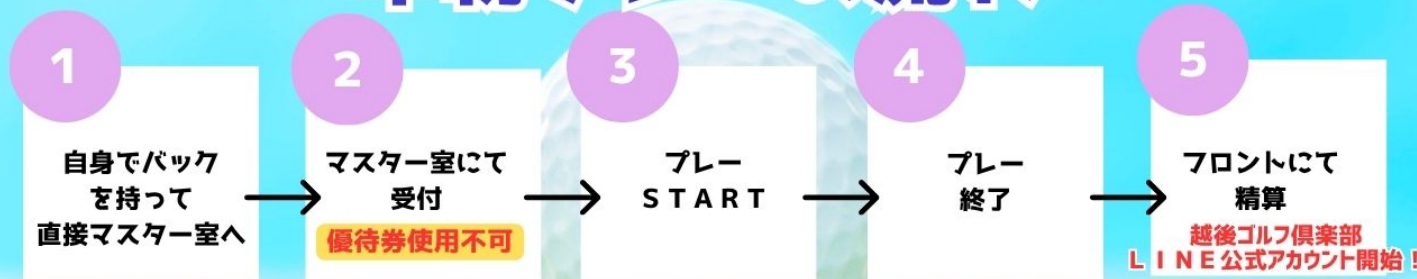 1
自身でバック
を持って
直接マスター室へ
2
マスター室にて
受付
優待券使用不可
3
プレー
START
4
プレー
終了
5
フロントにて
精算
越後ゴルフ倶楽部
LINE公式アカウント開始!